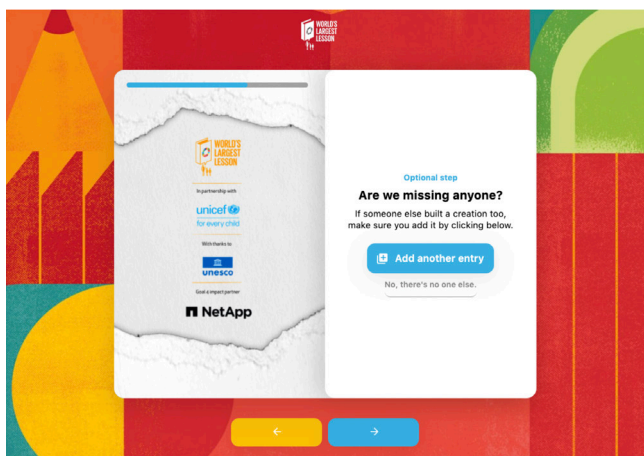 WORLD'S
LARGEST
LESSON
WORLD'S
LARGEST
LESSON
In partnership with
unicef
for every child
With thanks to
unesco
Goal 4 impact partner
NetApp
Optional step
Are we missing anyone?
If someone else built a creation too,
make sure you add it by clicking below.
Add another entry
No, there's no one else.